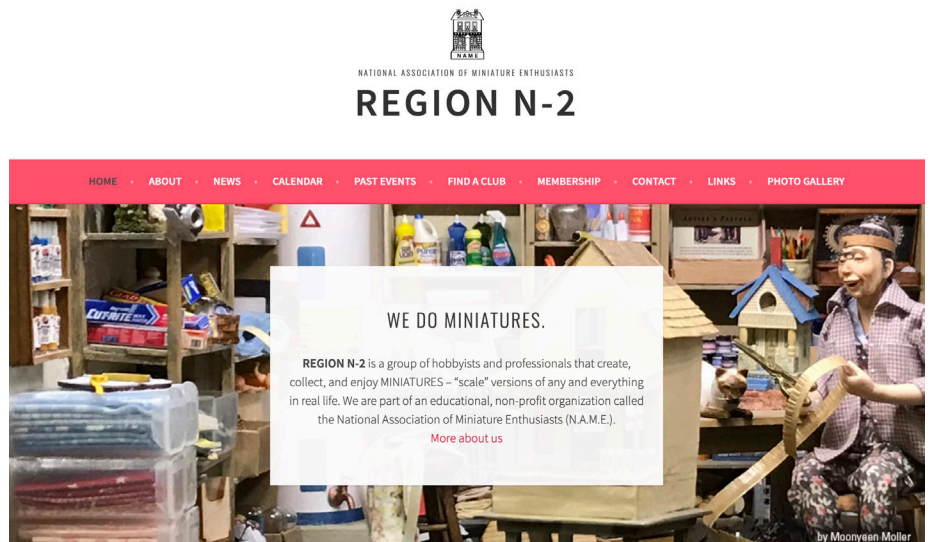 NAME
NATIONAL ASSOCIATION OF MINIATURE ENTHUSIASTS
REGION N-2
HOME • ABOUT • NEWS • CALENDAR • PAST EVENTS • FIND A CLUB • MEMBERSHIP • CONTACT • LINKS • PHOTO GALLERY
ARTIST'S PASTELS
CUT-RITE
WE DO MINIATURES.
REGION N-2 is a group of hobbyists and professionals that create,
collect, and enjoy MINIATURES – “scale” versions of any and everything
in real life. We are part of an educational, non-profit organization called
the National Association of Miniature Enthusiasts (N.A.M.E.).
More about us
by Moonyeen Moller